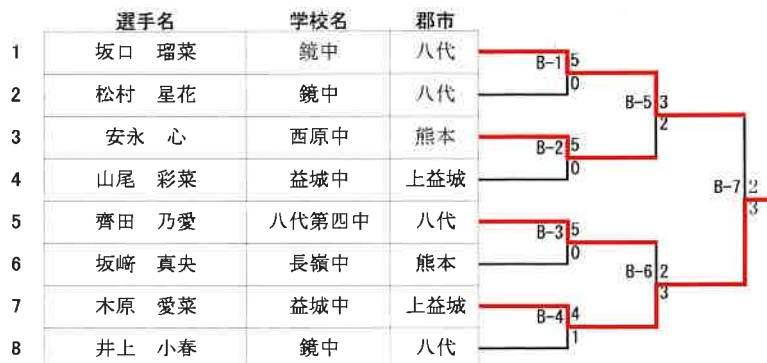 選手名 学校名 郡市
1 坂口 瑠菜 鏡中 八代
B-1 5
2 松村 星花 鏡中 八代
0
B-5 3
2
3 安永 心 西原中 熊本
B-2 5
4 山尾 彩菜 益城中 上益城
0
B-7 2
3
5 齊田 乃愛 八代第四中 八代
B-3 5
6 坂﨑 真央 長嶺中 熊本
0
B-6 2
3
7 木原 愛菜 益城中 上益城
B-4 4
8 井上 小春 鏡中 八代
1